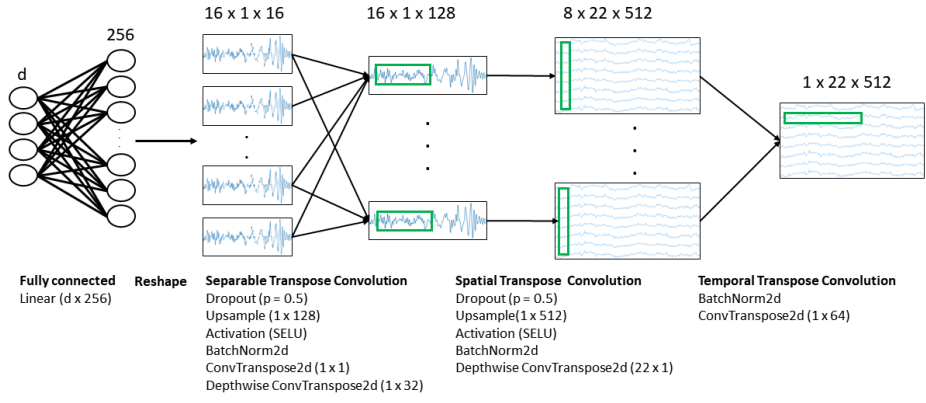 16 x 1 x 16
16 x 1 x 128
8 x 22 x 512
256
d
1 x 22 x 512
Fully connected
Linear (d x 256)
Reshape
Separable Transpose Convolution
Dropout (p = 0.5)
Upsample (1 x 128)
Activation (SELU)
BatchNorm2d
ConvTranspose2d (1 x 1)
Depthwise ConvTranspose2d (1 x 32)
Spatial Transpose Convolution
Dropout (p = 0.5)
Upsample(1 x 512)
Activation (SELU)
BatchNorm2d
Depthwise ConvTranspose2d (22 x 1)
Temporal Transpose Convolution
BatchNorm2d
ConvTranspose2d (1 x 64)